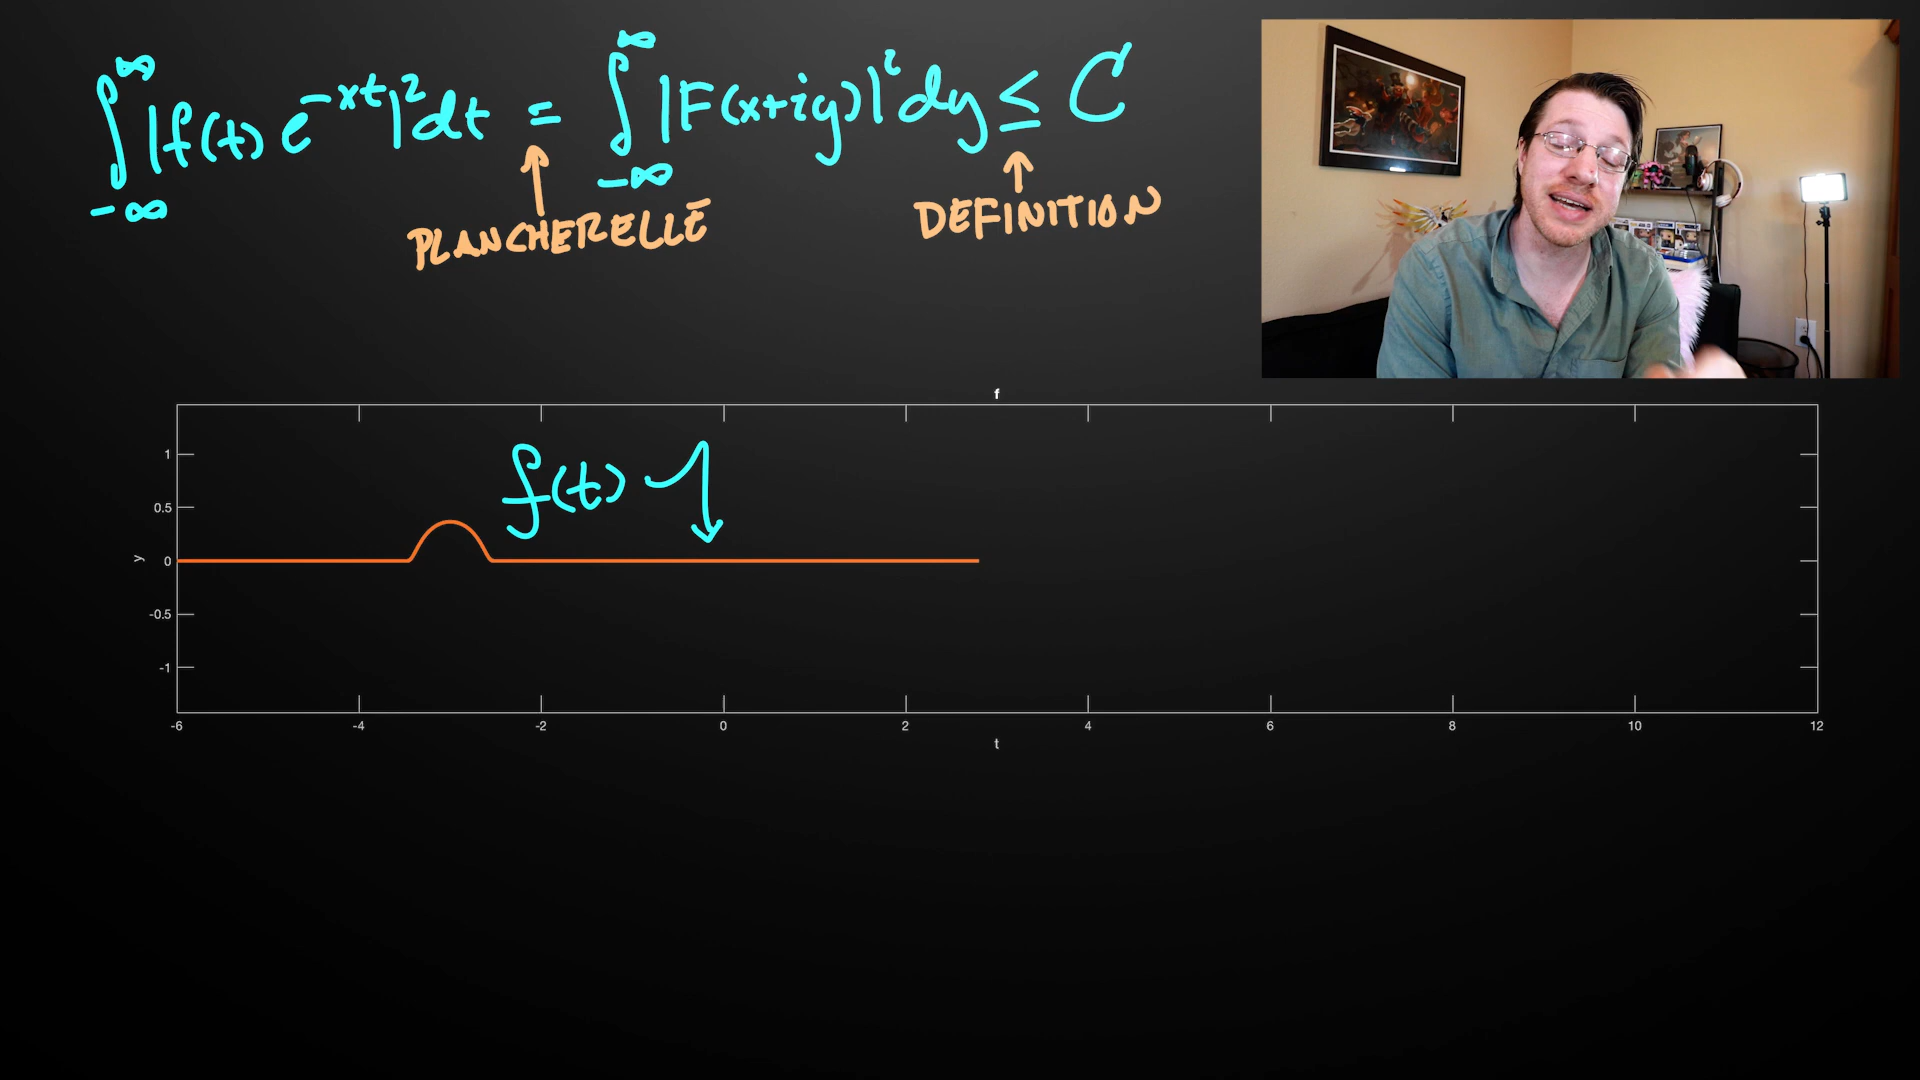 ∫_{-∞}^{∞} |f(t) e^{-xt}|² dt = ∫_{-∞}^{∞} |F(x+iy)|² dy ≤ C
PLANCHERELLE DEFINITION
f
f(t)
1
0.5
0
-0.5
-1
y
-6 -4 -2 0 2 4 6 8 10 12
t